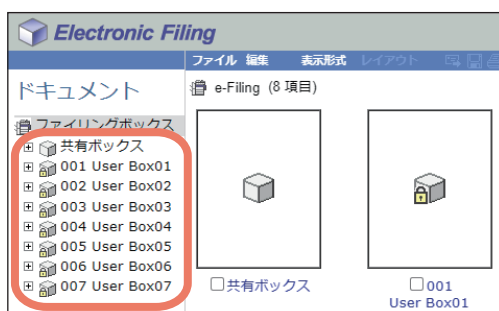 Electronic Filing
ファイル 編集 表示形式 レイアウト
ドキュメント
e-Filing (8 項目)
ファイリングボックス
共有ボックス
001 User Box01
002 User Box02
003 User Box03
004 User Box04
005 User Box05
006 User Box06
007 User Box07
共有ボックス
001
User Box01